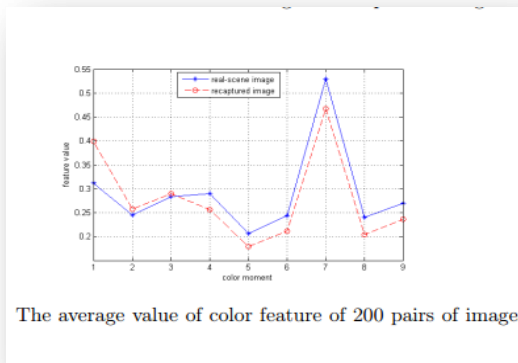 0.55
real-scene image
recaptured image
0.5
0.45
0.4
0.35
0.3
0.25
0.2
feature value
1 2 3 4 5 6 7 8 9
color moment
The average value of color feature of 200 pairs of image